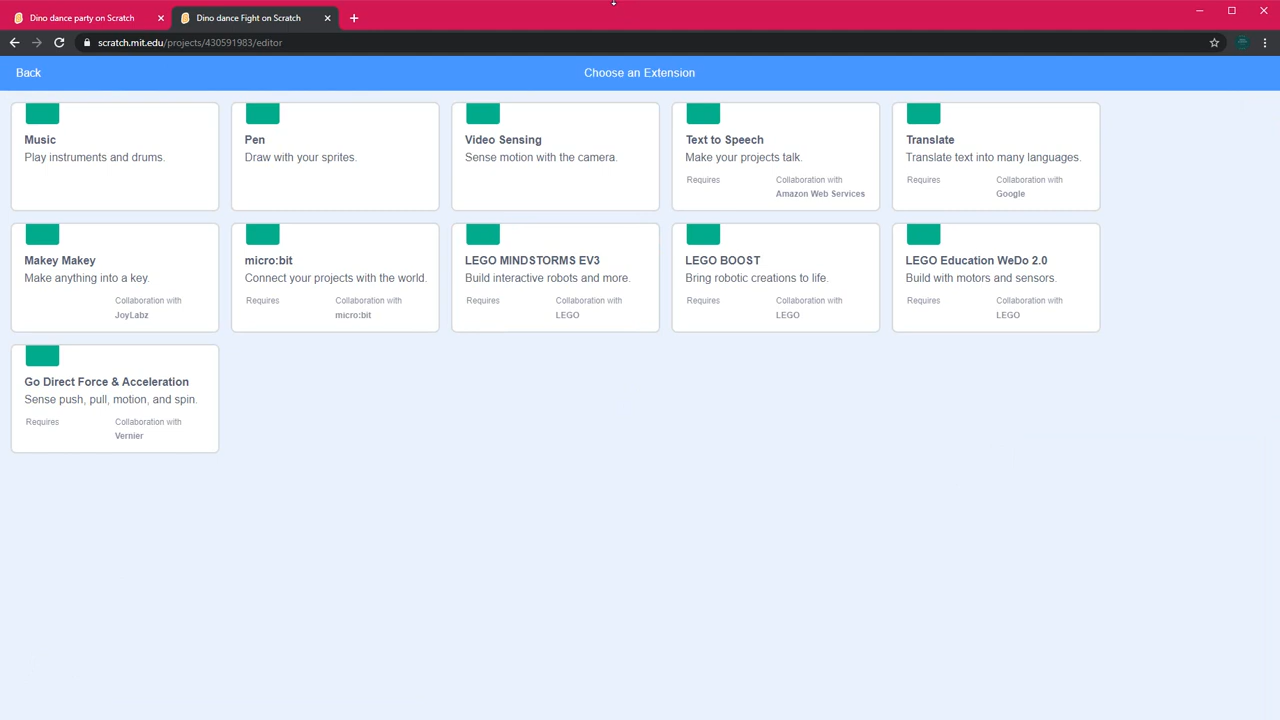 Dino dance party on Scratch
Dino dance Fight on Scratch
scratch.mit.edu/projects/430591983/editor
Back
Choose an Extension
Music
Play instruments and drums.
Pen
Draw with your sprites.
Video Sensing
Sense motion with the camera.
Text to Speech
Make your projects talk.
Requires
Collaboration with
Amazon Web Services
Translate
Translate text into many languages.
Requires
Collaboration with
Google
Makey Makey
Make anything into a key.
Collaboration with
JoyLabz
micro:bit
Connect your projects with the world.
Requires
Collaboration with
micro:bit
LEGO MINDSTORMS EV3
Build interactive robots and more.
Requires
Collaboration with
LEGO
LEGO BOOST
Bring robotic creations to life.
Requires
Collaboration with
LEGO
LEGO Education WeDo 2.0
Build with motors and sensors.
Requires
Collaboration with
LEGO
Go Direct Force & Acceleration
Sense push, pull, motion, and spin.
Requires
Collaboration with
Vernier